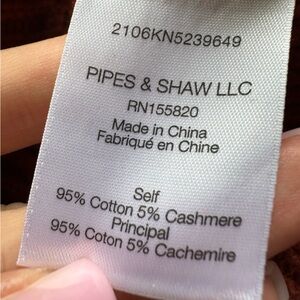 2106KN5239649
PIPES & SHAW LLC
RN155820
Made in China
Fabriqué en Chine
Self
95% Cotton 5% Cashmere
Principal
95% Coton 5% Cachemire